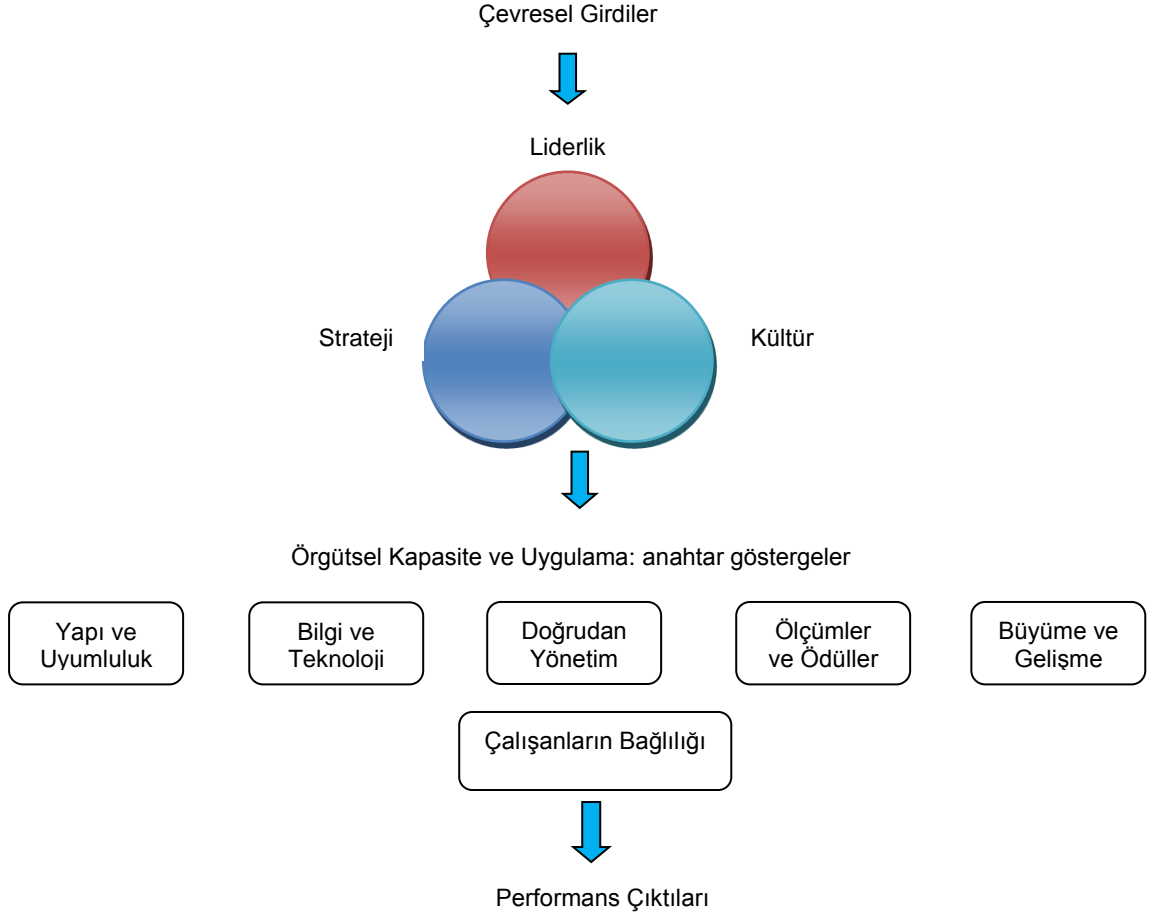 Çevresel Girdiler
Liderlik
Strateji
Kültür
Örgütsel Kapasite ve Uygulama: anahtar göstergeler
Yapı ve
Uyumluluk
Bilgi ve
Teknoloji
Doğrudan
Yönetim
Ölçümler
ve Ödüller
Büyüme ve
Gelişme
Çalışanların Bağlılığı
Performans Çıktıları